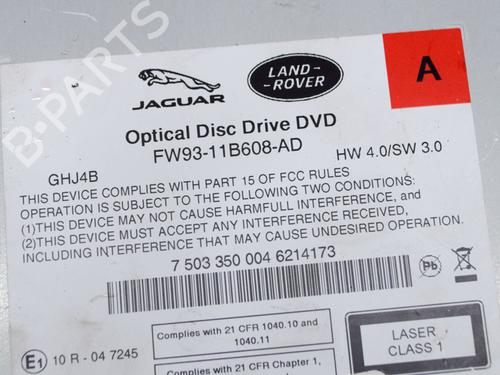 B-PARTS
JAGUAR
LAND-
ROVER
A
Optical Disc Drive DVD
FW93-11B608-AD
GHJ4B
HW 4.0/SW 3.0
THIS DEVICE COMPLIES WITH PART 15 OF FCC RULES
OPERATION IS SUBJECT TO THE FOLLOWING TWO CONDITIONS:
(1)THIS DEVICE MAY NOT CAUSE HARMFULL INTERFERENCE, and
(2)THIS DEVICE MUST ACCEPT ANY INTERFERENCE,
INCLUDING INTERFERENCE THAT MAY CAUSE UNDESIRED OPERATION.
7 503 350 004 6214173
Pb
E1
10 R - 04 7245
Complies with 21 CFR 1040.10 and
1040.11
Complies with 21 CFR Chapter 1,
LASER
CLASS 1